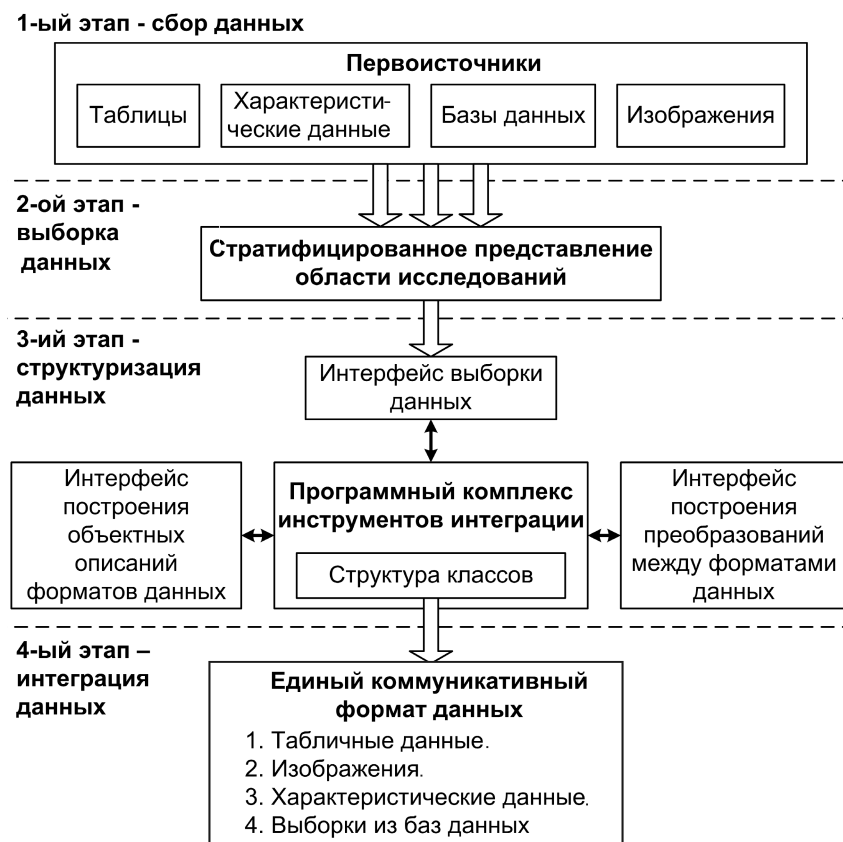 1-ый этап - сбор данных
Первоисточники
Таблицы
Характеристи-
ческие данные
Базы данных
Изображения
2-ой этап -
выборка
данных
Стратифицированное представление
области исследований
3-ий этап -
структуризация
данных
Интерфейс выборки
данных
Интерфейс
построения
объектных
описаний
форматов данных
Программный комплекс
инструментов интеграции
Структура классов
Интерфейс
построения
преобразований
между форматами
данных
4-ый этап –
интеграция
данных
Единый коммуникативный
формат данных
1. Табличные данные.
2. Изображения.
3. Характеристические данные.
4. Выборки из баз данных